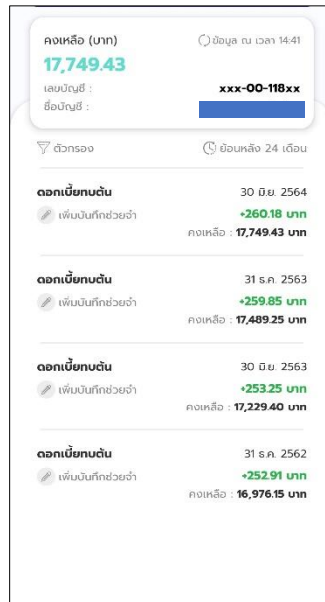 คงเหลือ (บาท) ข้อมูล ณ เวลา 14:41
17,749.43
เลขบัญชี : xxx-00-118xx
ชื่อบัญชี :
ตัวกรอง ย้อนหลัง 24 เดือน
ดอกเบี้ยทบต้น 30 มิ.ย. 2564
เพิ่มบันทึกช่วยจำ +260.18 บาท
คงเหลือ : 17,749.43 บาท
ดอกเบี้ยทบต้น 31 ธ.ค. 2563
เพิ่มบันทึกช่วยจำ +259.85 บาท
คงเหลือ : 17,489.25 บาท
ดอกเบี้ยทบต้น 30 มิ.ย. 2563
เพิ่มบันทึกช่วยจำ +253.25 บาท
คงเหลือ : 17,229.40 บาท
ดอกเบี้ยทบต้น 31 ธ.ค. 2562
เพิ่มบันทึกช่วยจำ +252.91 บาท
คงเหลือ : 16,976.15 บาท